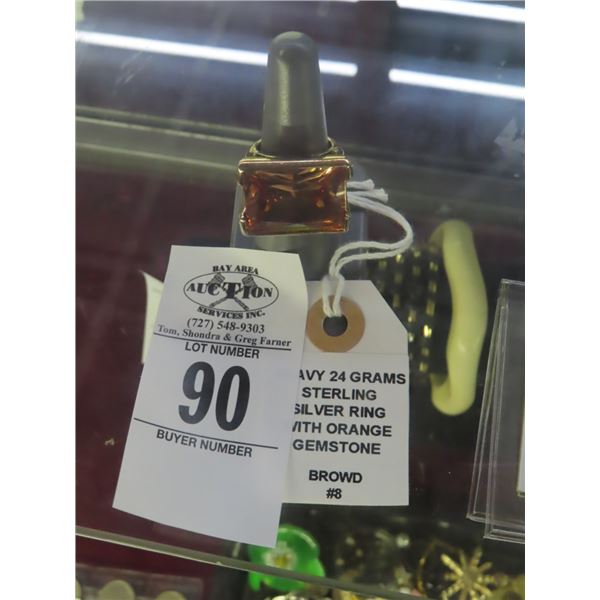 BAY AREA
AUCTION
SERVICES INC.
(727) 548-9303
Tom, Shondra & Greg Farner
LOT NUMBER
90
BUYER NUMBER
AVY 24 GRAMS
STERLING
SILVER RING
WITH ORANGE
GEMSTONE
BROWD
#8